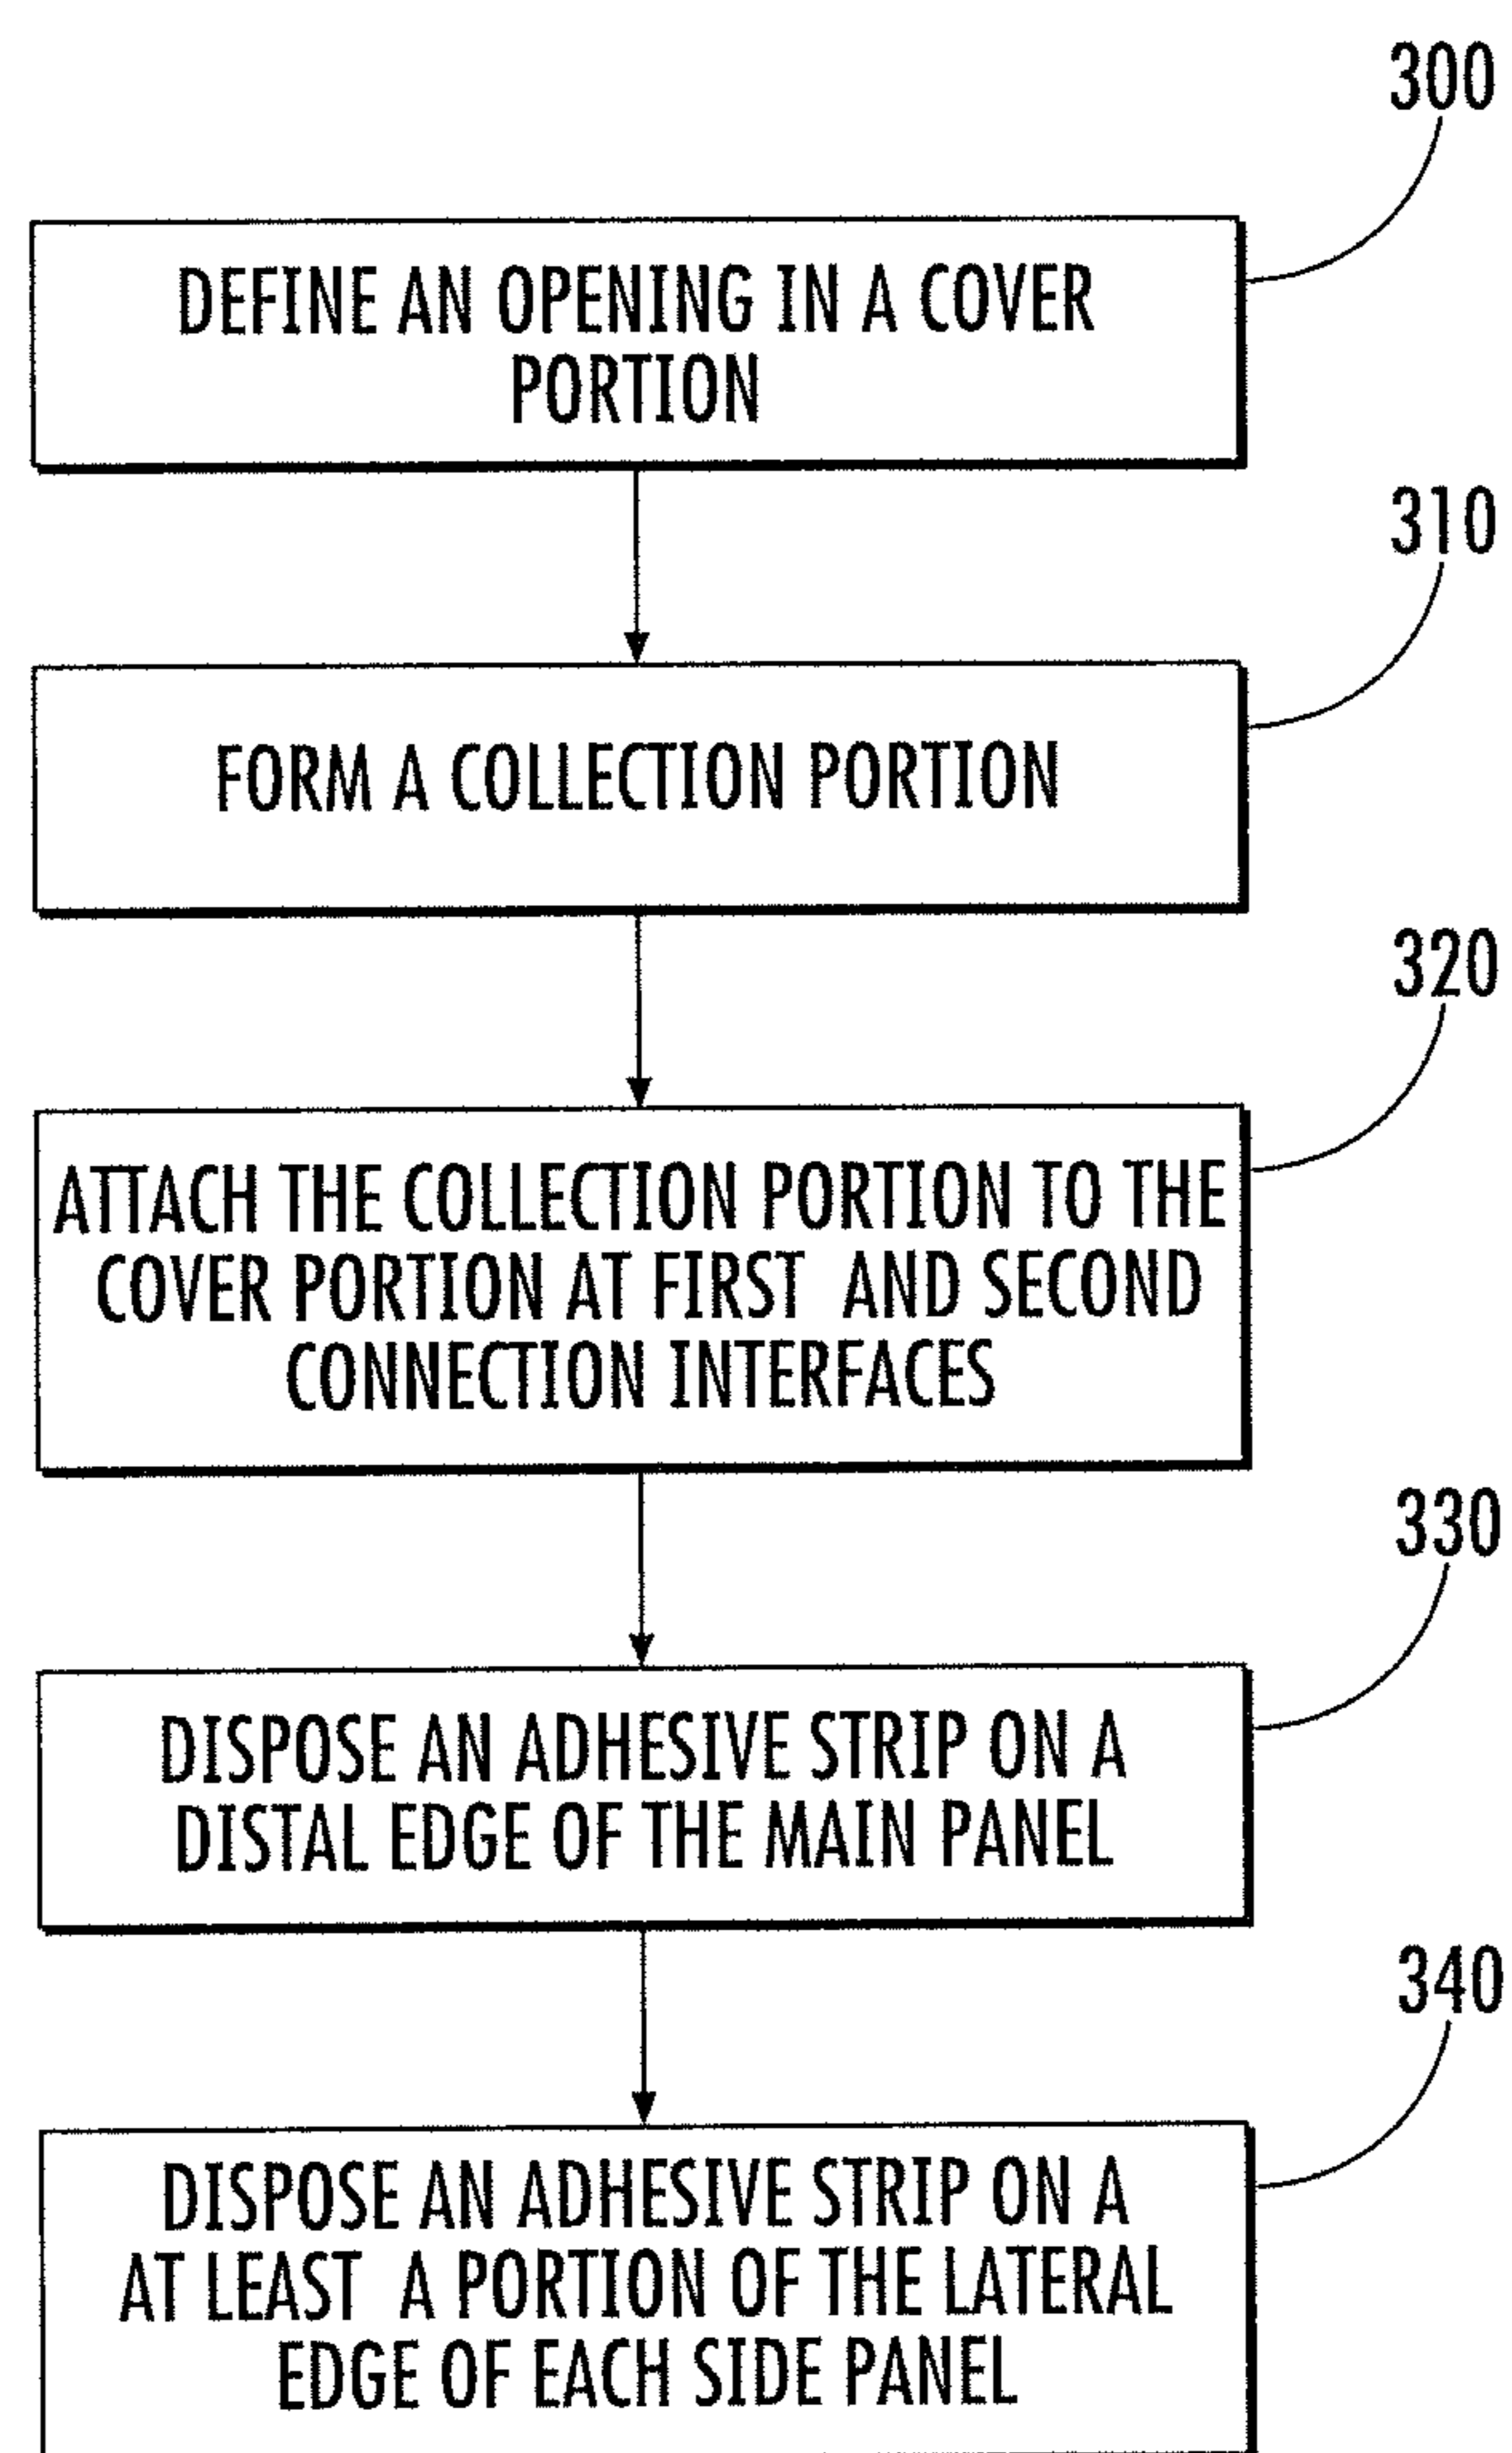 300
DEFINE AN OPENING IN A COVER
PORTION
310
FORM A COLLECTION PORTION
320
ATTACH THE COLLECTION PORTION TO THE
COVER PORTION AT FIRST AND SECOND
CONNECTION INTERFACES
330
DISPOSE AN ADHESIVE STRIP ON A
DISTAL EDGE OF THE MAIN PANEL
340
DISPOSE AN ADHESIVE STRIP ON A
AT LEAST A PORTION OF THE LATERAL
EDGE OF EACH SIDE PANEL